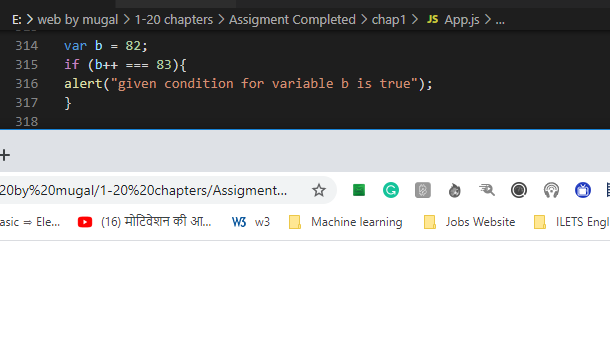 E: > web by mugal > 1-20 chapters > Assigment Completed > chap1 > JS App.js > ...
314 var b = 82;
315 if (b++ === 83){
316 alert("given condition for variable b is true");
317 }
318
+
20by%20mugal/1-20%20chapters/Assigment...
asic ⇒ Ele... (16) मोटिवेशन की आ... W3 w3 Machine learning Jobs Website ILETS Engl